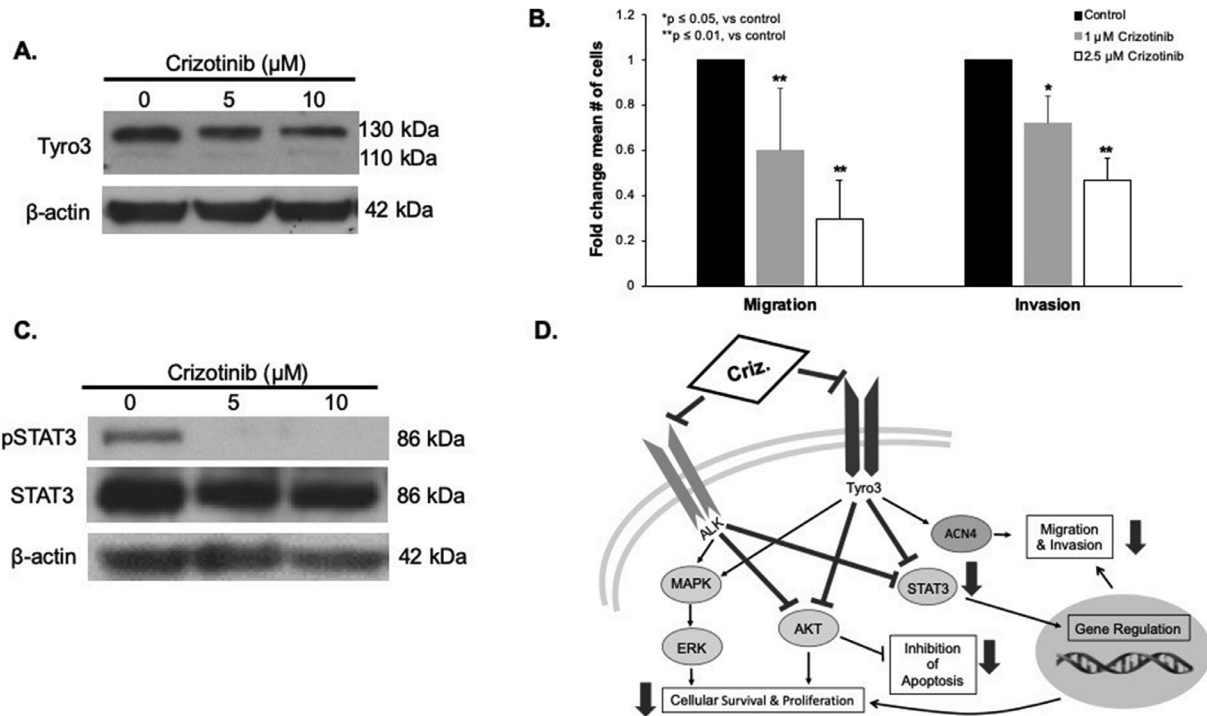 A.
Crizotinib (µM)
0 5 10
Tyro3
130 kDa
110 kDa
β-actin
42 kDa
B.
*p ≤ 0.05, vs control
**p ≤ 0.01, vs control
Control
1 µM Crizotinib
2.5 µM Crizotinib
Fold change mean # of cells
1.2
1
0.8
0.6
0.4
0.2
0
**
**
*
**
Migration
Invasion
C.
Crizotinib (µM)
0 5 10
pSTAT3
86 kDa
STAT3
86 kDa
β-actin
42 kDa
D.
Criz.
Tyro3
ALK
ACN4
Migration
& Invasion
MAPK
STAT3
ERK
AKT
Gene Regulation
Inhibition
of
Apoptosis
Cellular Survival & Proliferation